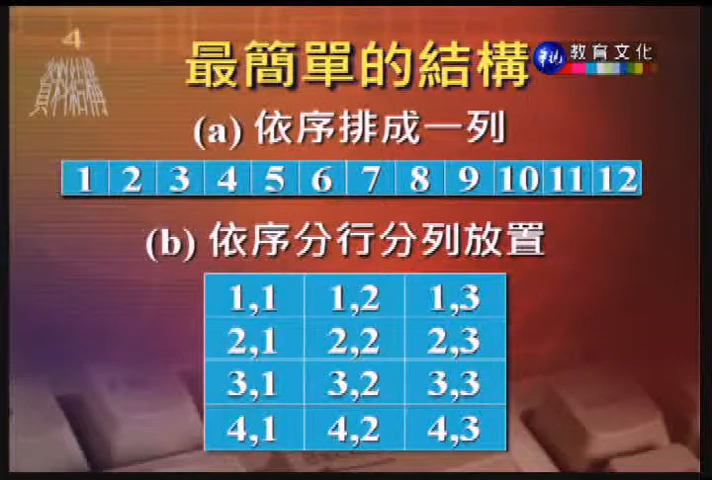 4
資料結構
最簡單的結構
華視 教育文化
(a) 依序排成一列
1 2 3 4 5 6 7 8 9 10 11 12
(b) 依序分行分列放置
1,1 1,2 1,3
2,1 2,2 2,3
3,1 3,2 3,3
4,1 4,2 4,3